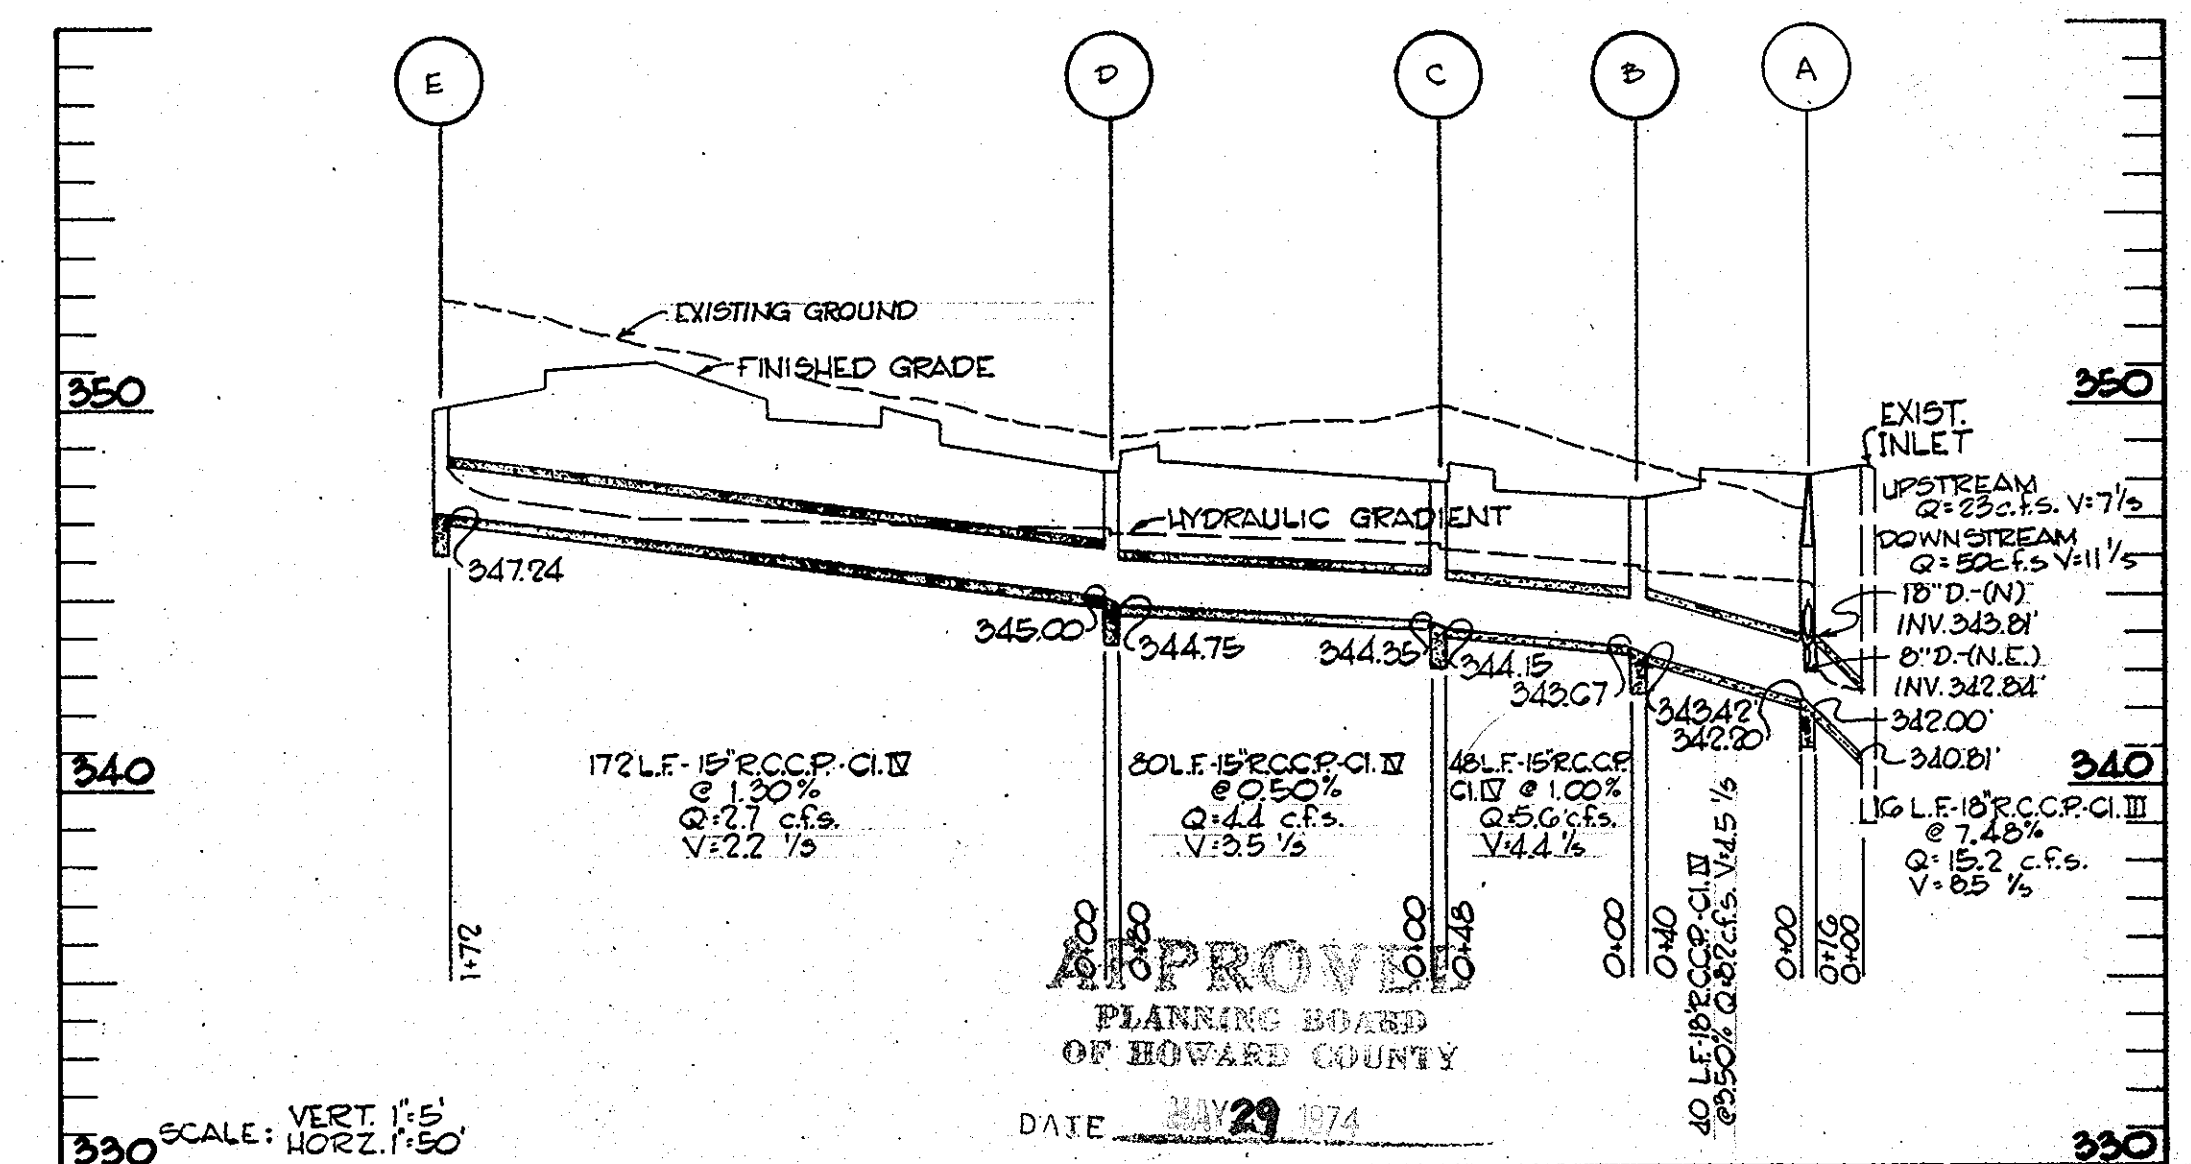 E
D
C
B
A
EXISTING GROUND
FINISHED GRADE
350
350
EXIST.
INLET
UPSTREAM
Q=23c.f.s. V=7'/s
DOWNSTREAM
Q=50c.f.s V=11'/s
HYDRAULIC GRADIENT
18"D.-(N)
INV.343.81'
8"D.-(N.E.)
INV.342.84'
347.24
345.00
344.75
344.35
344.15
343.67
343.42'
342.20
342.00'
340.81'
340
340
172 L.F.-15"R.C.C.P.-Cl.IV
@ 1.30%
Q=2.7 c.f.s.
V=2.2 '/s
80L.F.-15"R.C.C.P.-Cl.IV
@ 0.50%
Q=4.4 c.f.s.
V=3.5 '/s
48L.F.-15"R.C.C.P.
Cl.IV @ 1.00%
Q=5.6 c.f.s.
V=4.4 '/s
40 L.F.-18"R.C.C.P.-Cl.IV
@3.50% Q=8.2c.f.s. V=4.5 '/s
16 L.F.-18"R.C.C.P.-Cl.III
@ 7.48%
Q=15.2 c.f.s.
V=8.5 '/s
1+72
0+00
0+80
0+00
0+48
0+00
0+40
0+00
0+16
0+00
APPROVED
PLANNING BOARD
OF HOWARD COUNTY
DATE MAY 29 1974
SCALE: VERT. 1"=5'
HORZ. 1"=50'
330
330